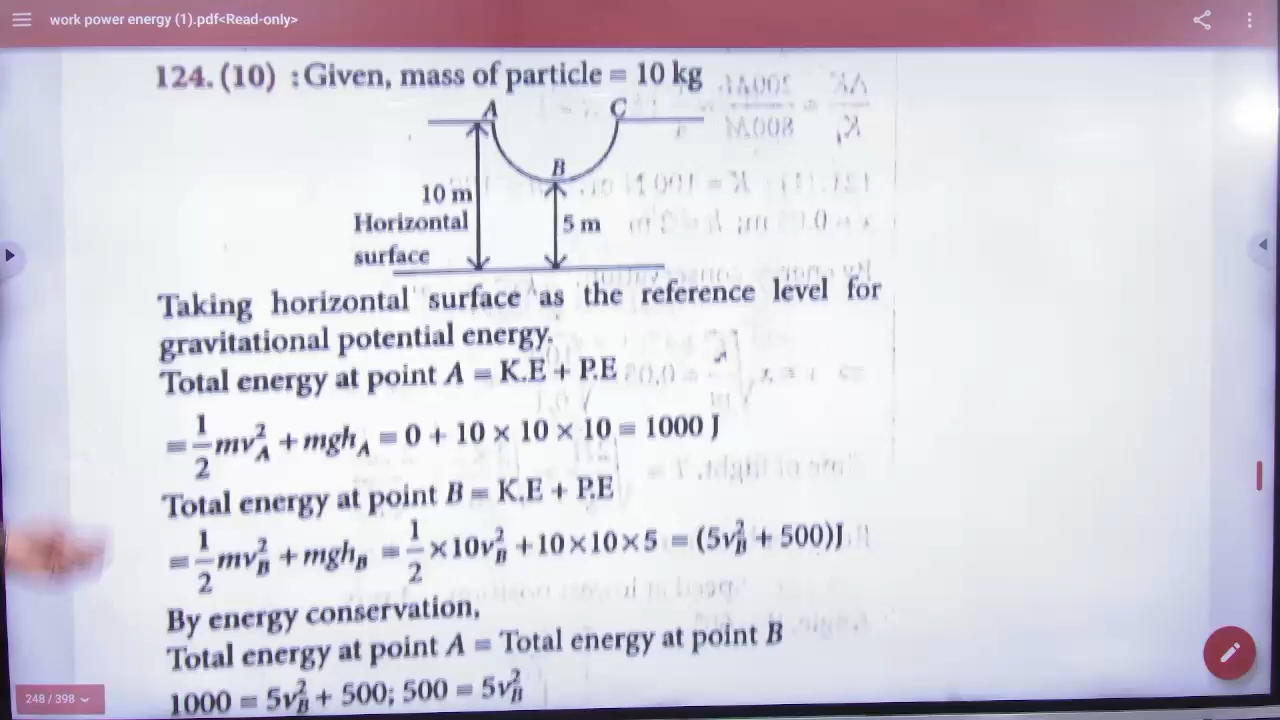 work power energy (1).pdf<Read-only>
124. (10) : Given, mass of particle = 10 kg
A C
B
10 m
Horizontal 5 m
surface
Taking horizontal surface as the reference level for
gravitational potential energy.
Total energy at point A = K.E + P.E
= 1/2 mv_A^2 + mgh_A = 0 + 10 × 10 × 10 = 1000 J
Total energy at point B = K.E + P.E
= 1/2 mv_B^2 + mgh_B = 1/2 × 10v_B^2 + 10 × 10 × 5 = (5v_B^2 + 500)J
By energy conservation,
Total energy at point A = Total energy at point B
1000 = 5v_B^2 + 500; 500 = 5v_B^2
248 / 398